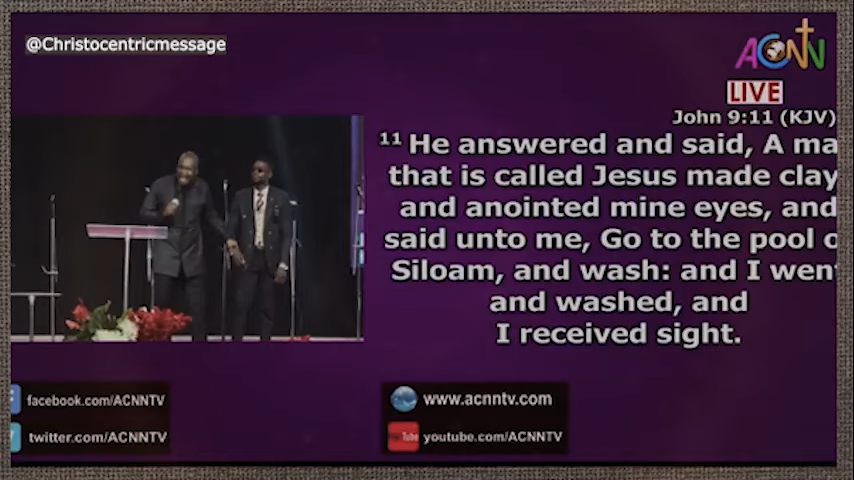 @Christocentricmessage
ACNN
LIVE
John 9:11 (KJV)
11 He answered and said, A ma
that is called Jesus made clay
and anointed mine eyes, and
said unto me, Go to the pool o
Siloam, and wash: and I wen
and washed, and
I received sight.
facebook.com/ACNNTV
twitter.com/ACNNTV
www.acnntv.com
YouTube
youtube.com/ACNNTV